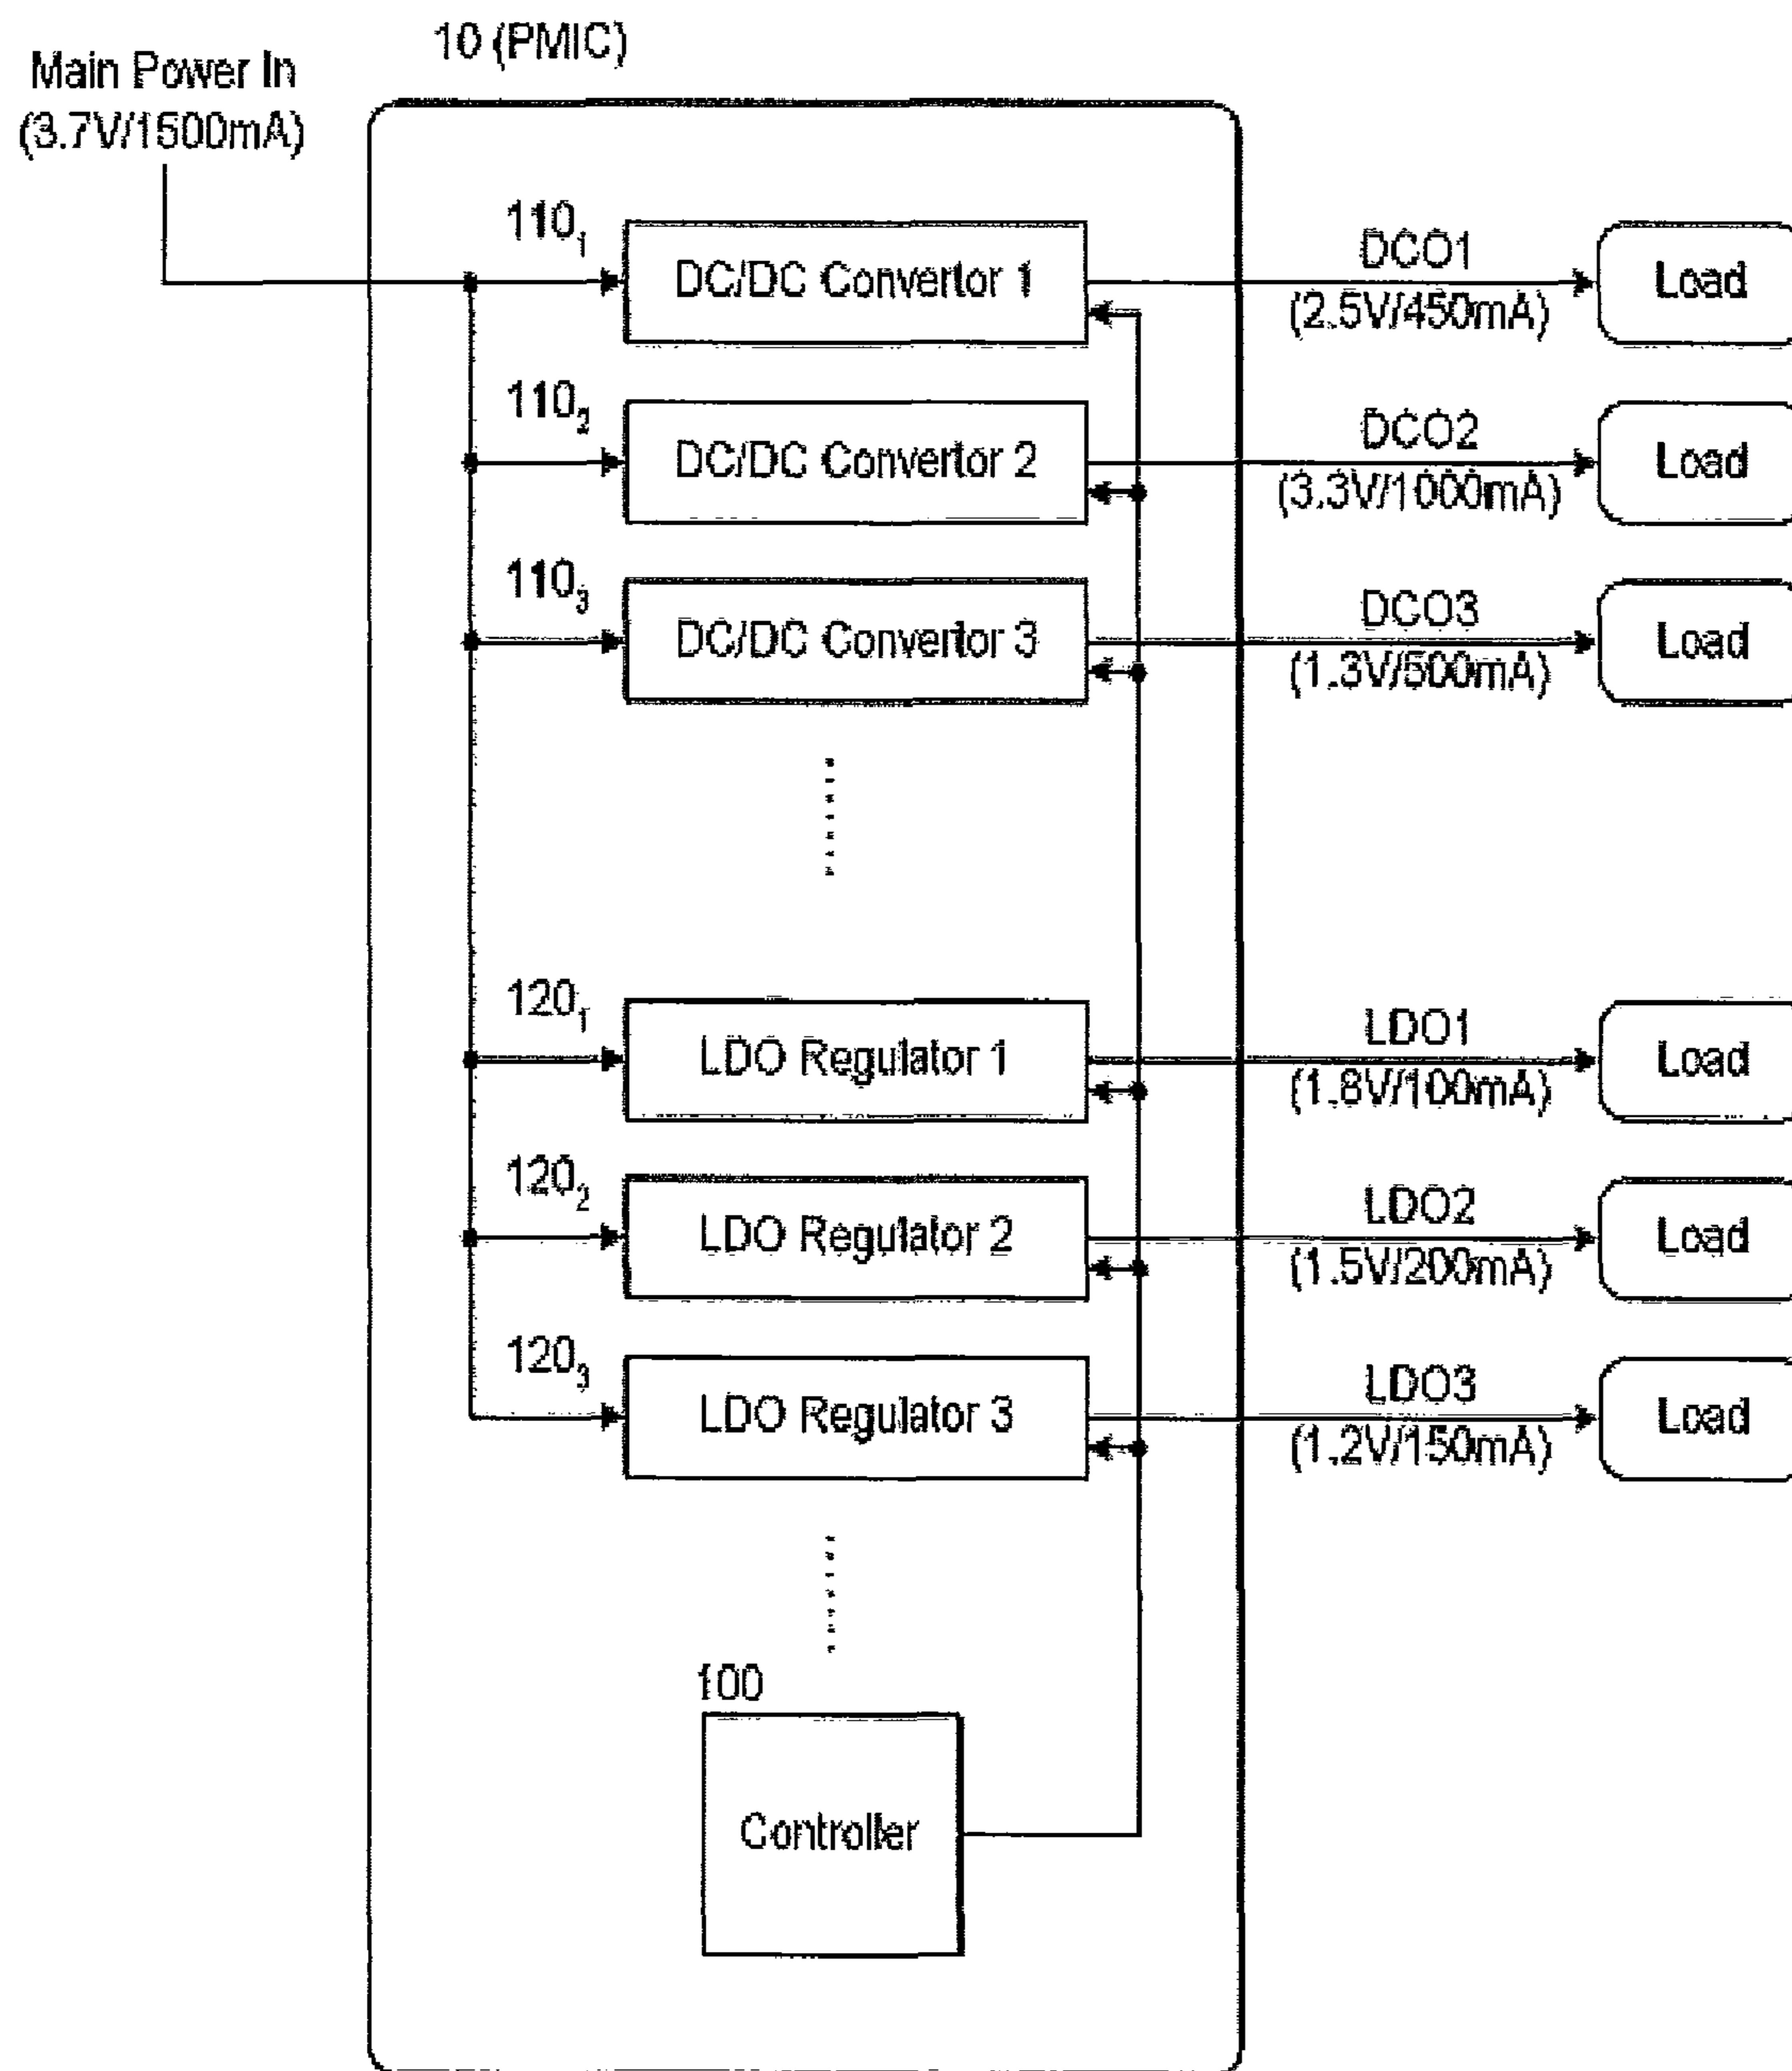 10 (PMIC)
Main Power In
(3.7V/1500mA)
110₁
DC/DC Convertor 1
DCO1
(2.5V/450mA)
Load
110₂
DC/DC Convertor 2
DCO2
(3.3V/1000mA)
Load
110₃
DC/DC Convertor 3
DCO3
(1.3V/500mA)
Load
120₁
LDO Regulator 1
LDO1
(1.8V/100mA)
Load
120₂
LDO Regulator 2
LDO2
(1.5V/200mA)
Load
120₃
LDO Regulator 3
LDO3
(1.2V/150mA)
Load
100
Controller